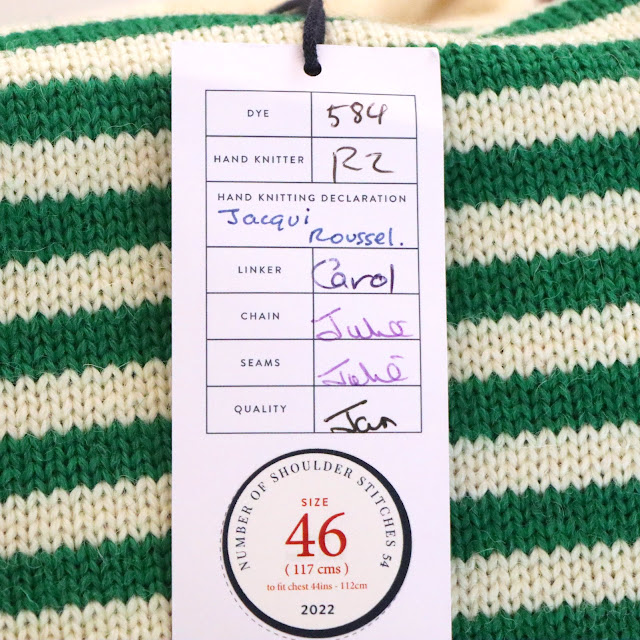 DYE 584
HAND KNITTER RZ
HAND KNITTING DECLARATION
Jacqui
Roussel.
LINKER Carol
CHAIN Julie
SEAMS Julie
QUALITY Jan
NUMBER OF SHOULDER STITCHES 54
SIZE
46
( 117 cms )
to fit chest 44ins - 112cm
2022